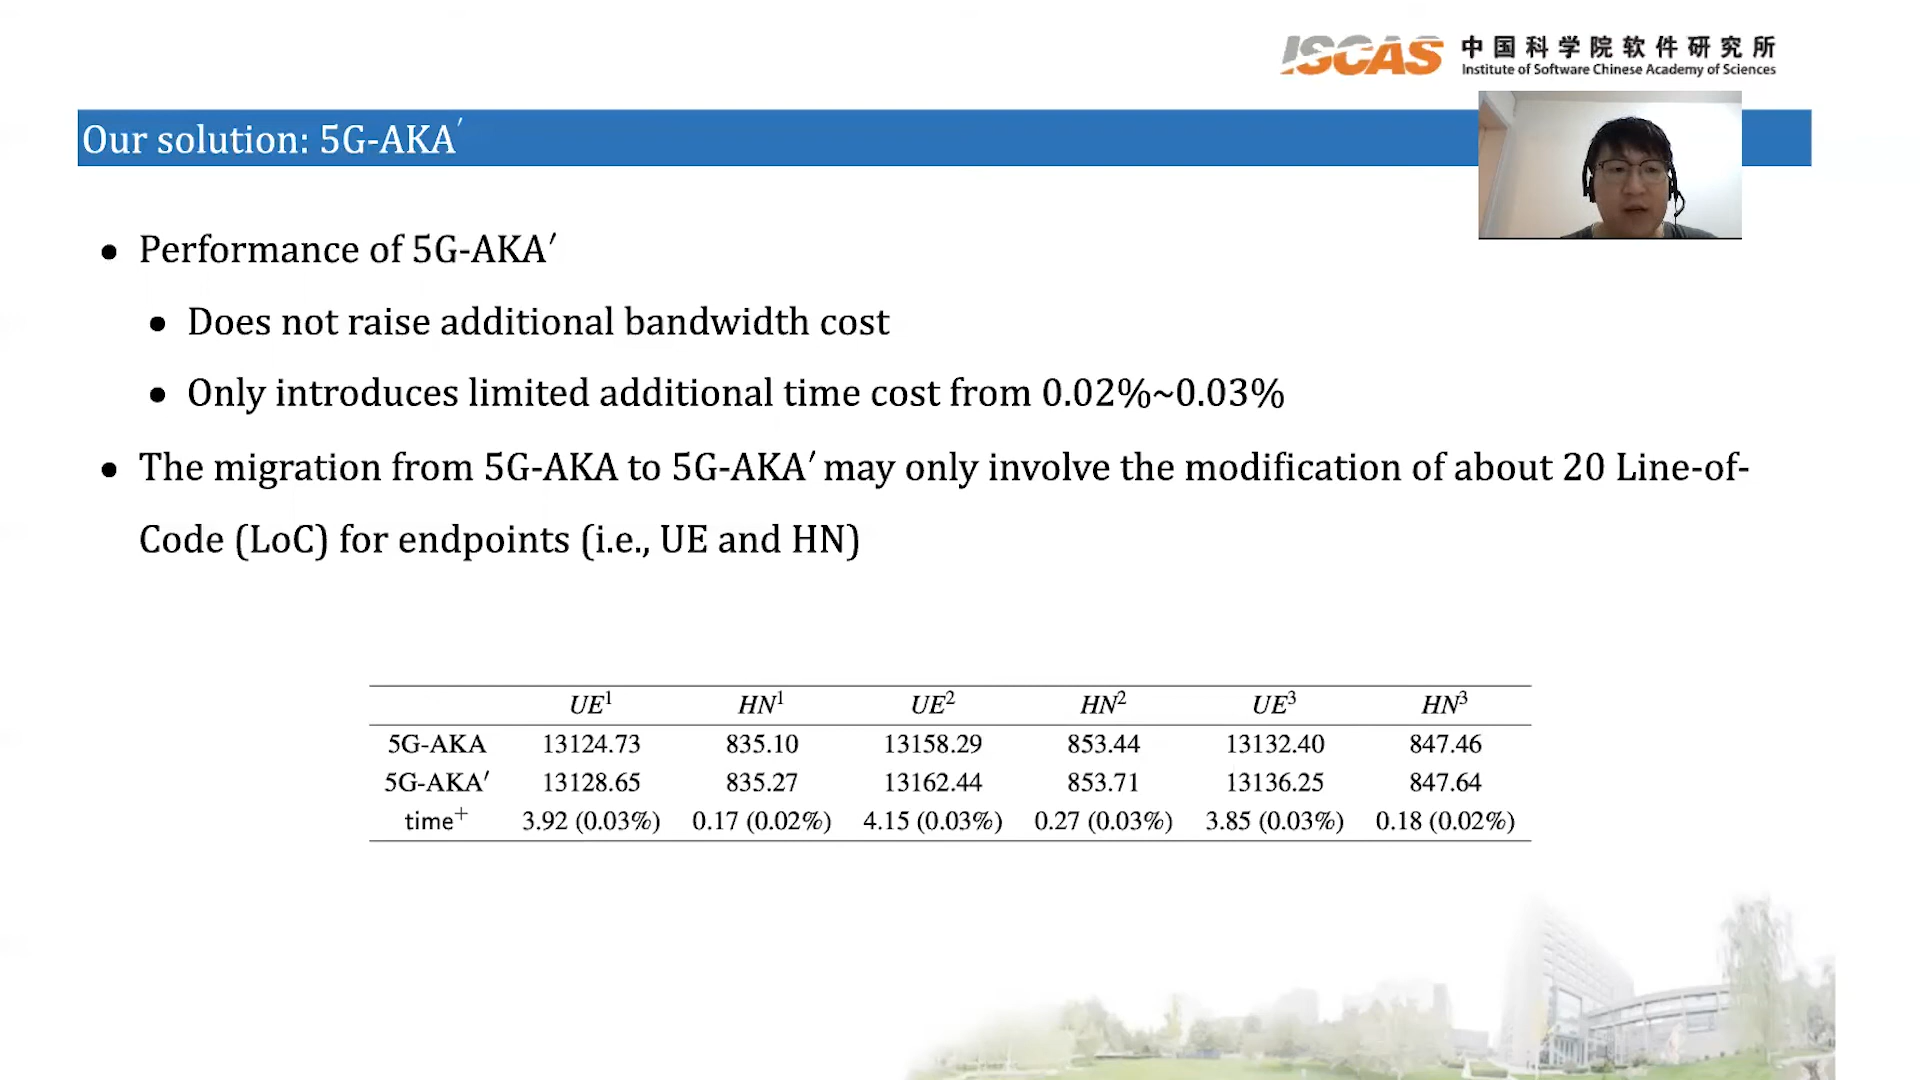 ISCAS 中国科学院软件研究所
Institute of Software Chinese Academy of Sciences
Our solution: 5G-AKA′
● Performance of 5G-AKA′
● Does not raise additional bandwidth cost
● Only introduces limited additional time cost from 0.02%~0.03%
● The migration from 5G-AKA to 5G-AKA′ may only involve the modification of about 20 Line-of-
Code (LoC) for endpoints (i.e., UE and HN)
UE¹ HN¹ UE² HN² UE³ HN³
5G-AKA 13124.73 835.10 13158.29 853.44 13132.40 847.46
5G-AKA′ 13128.65 835.27 13162.44 853.71 13136.25 847.64
time⁺ 3.92 (0.03%) 0.17 (0.02%) 4.15 (0.03%) 0.27 (0.03%) 3.85 (0.03%) 0.18 (0.02%)